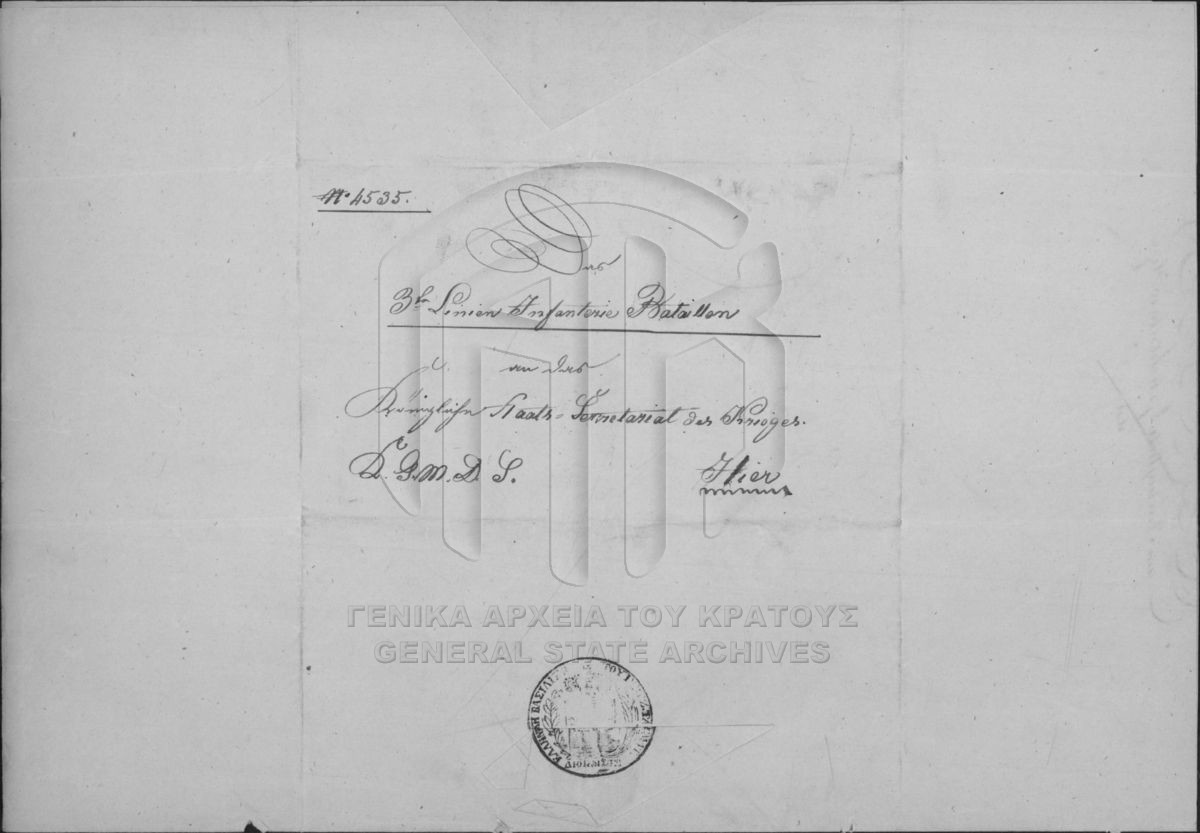 No 4535.
Das
3te Linien Infanterie Bataillon
an das
Königliche Staats-Secretariat des Krieges.
K. G. M. D. S. Hier
ΓΕΝΙΚΑ ΑΡΧΕΙΑ ΤΟΥ ΚΡΑΤΟΥΣ
GENERAL STATE ARCHIVES